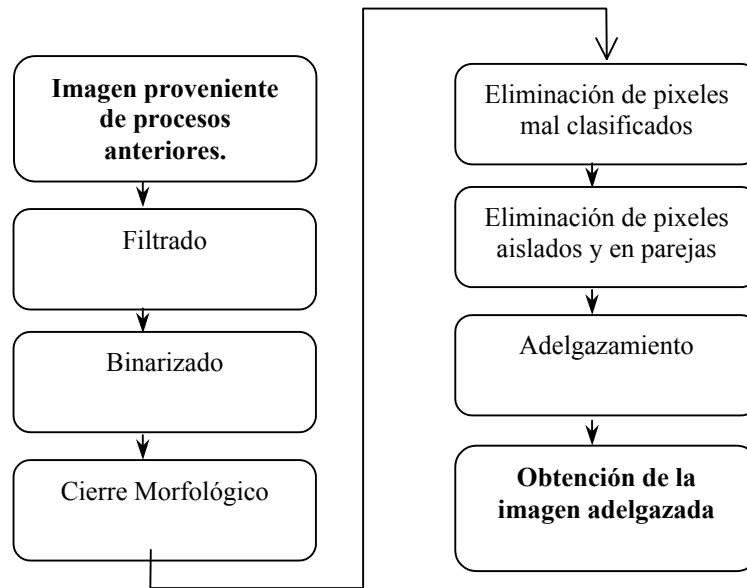 Imagen proveniente
de procesos
anteriores.
Filtrado
Binarizado
Cierre Morfológico
Eliminación de pixeles
mal clasificados
Eliminación de pixeles
aislados y en parejas
Adelgazamiento
Obtención de la
imagen adelgazada